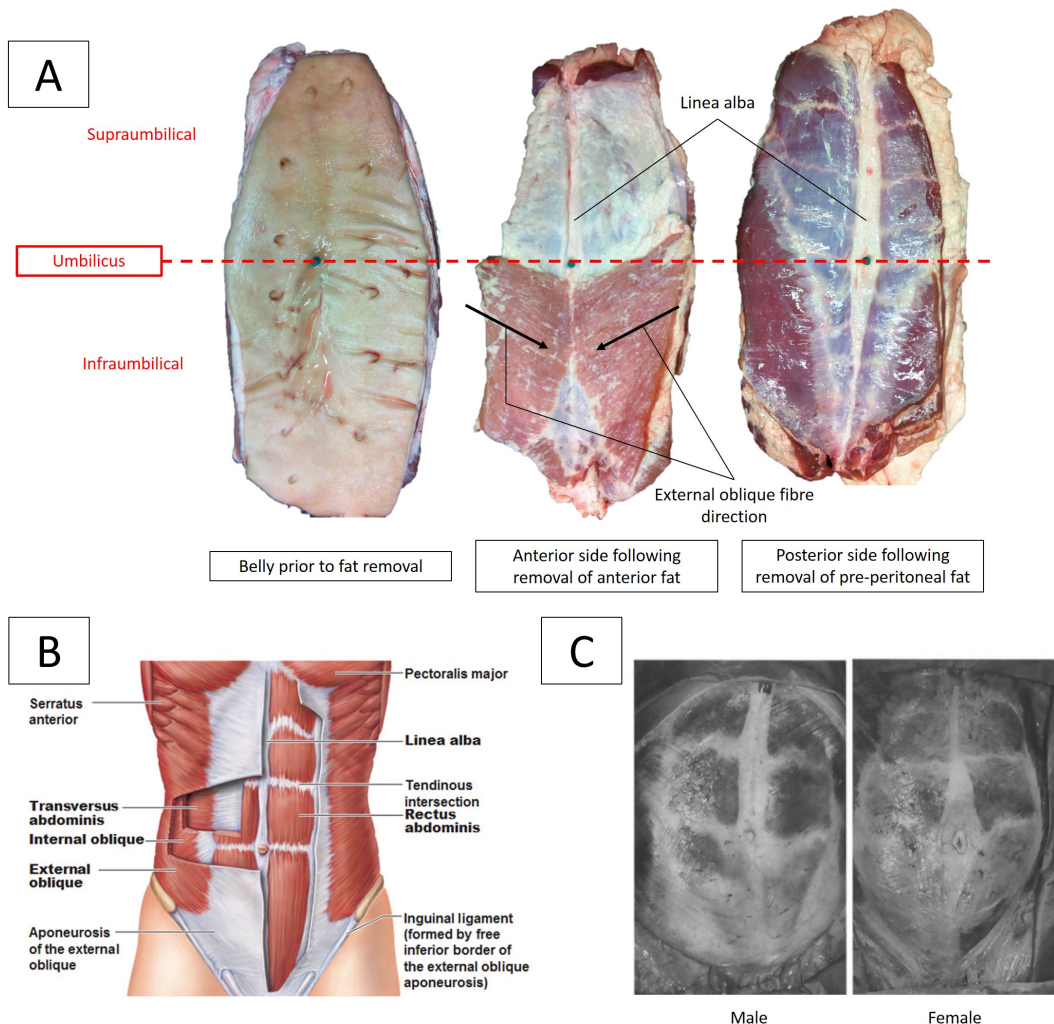 A
Supraumbilical
Linea alba
Umbilicus
Infraumbilical
External oblique fibre
direction
Belly prior to fat removal
Anterior side following
removal of anterior fat
Posterior side following
removal of pre-peritoneal fat
B
Serratus
anterior
Transversus
abdominis
Internal oblique
External
oblique
Aponeurosis
of the external
oblique
Pectoralis major
Linea alba
Tendinous
intersection
Rectus
abdominis
Inguinal ligament
(formed by free
inferior border of
the external oblique
aponeurosis)
C
Male
Female